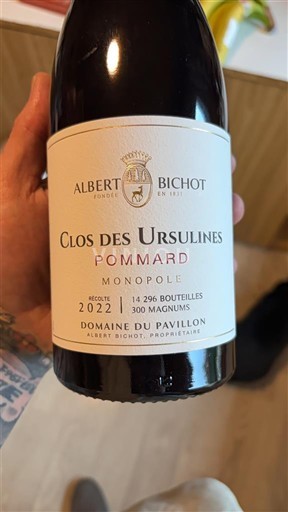 ALBERT BICHOT
FONDÉE EN 1831
CLOS DES URSULINES
POMMARD
MONOPOLE
RÉCOLTE 2022
14 296 BOUTEILLES
300 MAGNUMS
DOMAINE DU PAVILLON
ALBERT BICHOT, PROPRIÉTAIRE